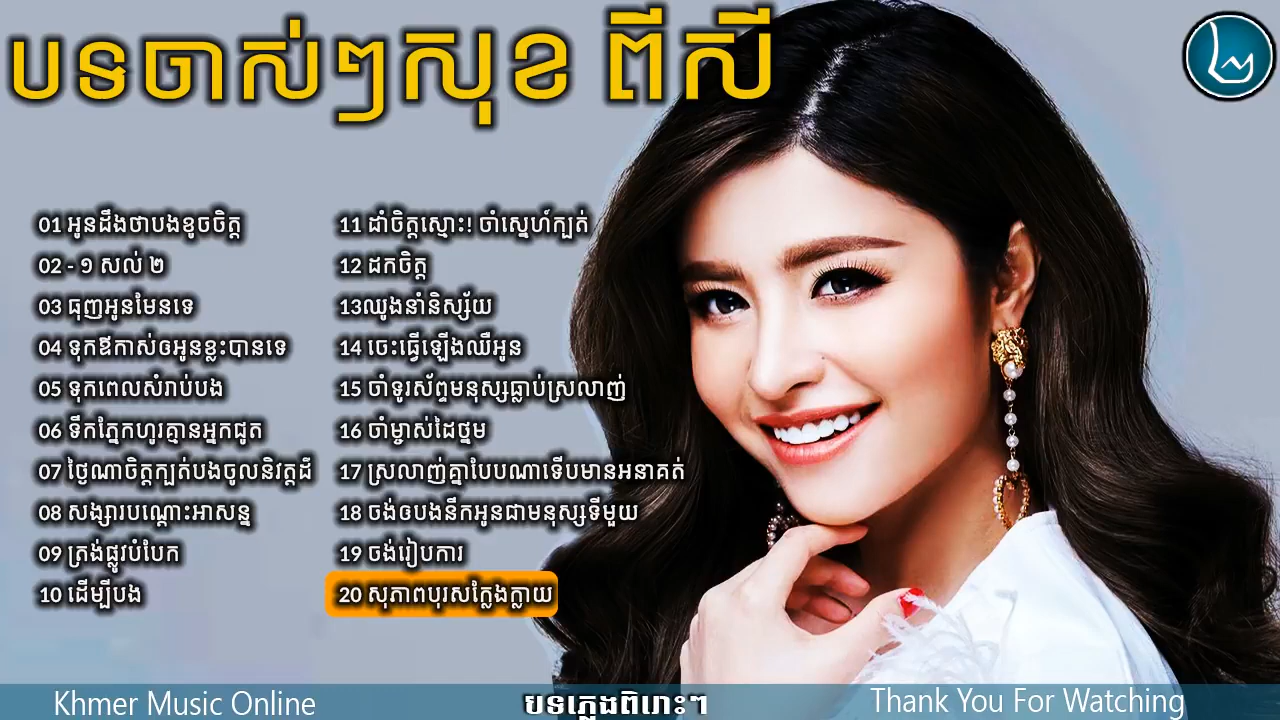 បទចាស់ៗសុខ ពីសី
01 អូនដឹងថាបងខូចចិត្ត
02 - ១ សល់ ២
03 ធុញអូនមែនទេ
04 ទុកឱកាស់ឲអូនខ្លះបានទេ
05 ទុកពេលសំរាប់បង
06 ទឹកភ្នែកហូរគ្មានអ្នកជូត
07 ថ្ងៃណាចិត្តក្បត់បងចូលនិវត្តដ៏
08 សង្សារបណ្ដោះអាសន្ន
09 ត្រង់ផ្លូវបំបែក
10 ដើម្បីបង
11 ដាំចិត្តស្មោះ! ចាំស្នេហ៍ក្បត់
12 ដកចិត្ត
13ឈូងនាំនិស្ស័យ
14 ចេះធ្វើឡើងឈឺអូន
15 ចាំទូរស័ព្ទមនុស្សធ្លាប់ស្រលាញ់
16 ចាំម្ចាស់ដៃថ្នម
17 ស្រលាញ់គ្នាបែបណាទើបមានអនាគត់
18 ចង់ឲបងនឹកអូនជាមនុស្សទីមួយ
19 ចង់រៀបការ
20 សុភាពបុរសក្លែងក្លាយ
Khmer Music Online
បទភ្លេងពិរោះៗ
Thank You For Watching